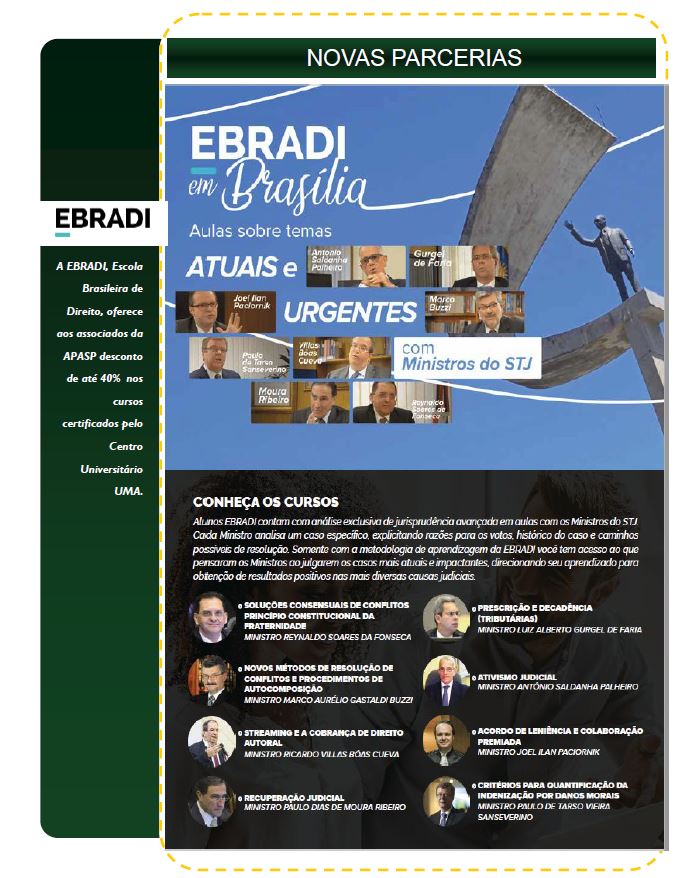 NOVAS PARCERIAS
EBRADI
em Brasília
Aulas sobre temas
ATUAIS e
Antonio
Saldanha
Palheiro
Gurgel
de Faria
Joel Ilan
Paciornik
URGENTES
Marco
Buzzi
Paulo
de Tarso
Sanseverino
Villas
Bôas
Cueva
com
Ministros do STJ
Moura
Ribeiro
Reynaldo
Soares da
Fonseca
EBRADI
A EBRADI, Escola
Brasileira de
Direito, oferece
aos associados da
APASP desconto
de até 40% nos
cursos
certificados pelo
Centro
Universitário
UMA.
CONHEÇA OS CURSOS
Alunos EBRADI contam com análise exclusiva de jurisprudência avançada em aulas com os Ministros do STJ.
Cada Ministro analisa um caso específico, explicitando razões para os votos, histórico do caso e caminhos
possíveis de resolução. Somente com a metodologia de aprendizagem da EBRADI você tem acesso ao que
pensaram os Ministros ao julgarem os casos mais atuais e impactantes, direcionando seu aprendizado para
obtenção de resultados positivos nas mais diversas causas judiciais.
SOLUÇÕES CONSENSUAIS DE CONFLITOS
PRINCÍPIO CONSTITUCIONAL DA
FRATERNIDADE
MINISTRO REYNALDO SOARES DA FONSECA
PRESCRIÇÃO E DECADÊNCIA
(TRIBUTÁRIAS)
MINISTRO LUIZ ALBERTO GURGEL DE FARIA
NOVOS MÉTODOS DE RESOLUÇÃO DE
CONFLITOS E PROCEDIMENTOS DE
AUTOCOMPOSIÇÃO
MINISTRO MARCO AURÉLIO GASTALDI BUZZI
ATIVISMO JUDICIAL
MINISTRO ANTÔNIO SALDANHA PALHEIRO
STREAMING E A COBRANÇA DE DIREITO
AUTORAL
MINISTRO RICARDO VILLAS BÔAS CUEVA
ACORDO DE LENIÊNCIA E COLABORAÇÃO
PREMIADA
MINISTRO JOEL ILAN PACIORNIK
RECUPERAÇÃO JUDICIAL
MINISTRO PAULO DIAS DE MOURA RIBEIRO
CRITÉRIOS PARA QUANTIFICAÇÃO DA
INDENIZAÇÃO POR DANOS MORAIS
MINISTRO PAULO DE TARSO VIEIRA
SANSEVERINO